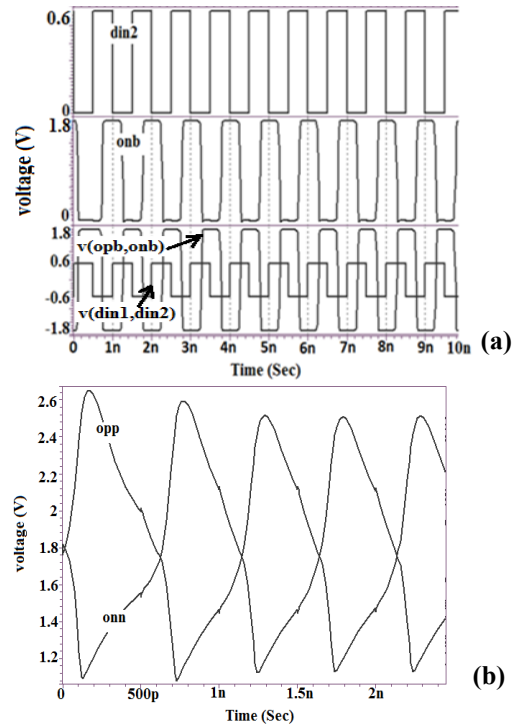 0.6
din2
0
1.8
onb
0
voltage (V)
1.8
v(opb,onb)
0.6
-0.6
v(din1,din2)
-1.8
0 1n 2n 3n 4n 5n 6n 7n 8n 9n 10n
Time (Sec)
(a)
2.6
opp
2.4
2.2
2
1.8
1.6
onn
1.4
1.2
voltage (V)
0 500p 1n 1.5n 2n
Time (Sec)
(b)